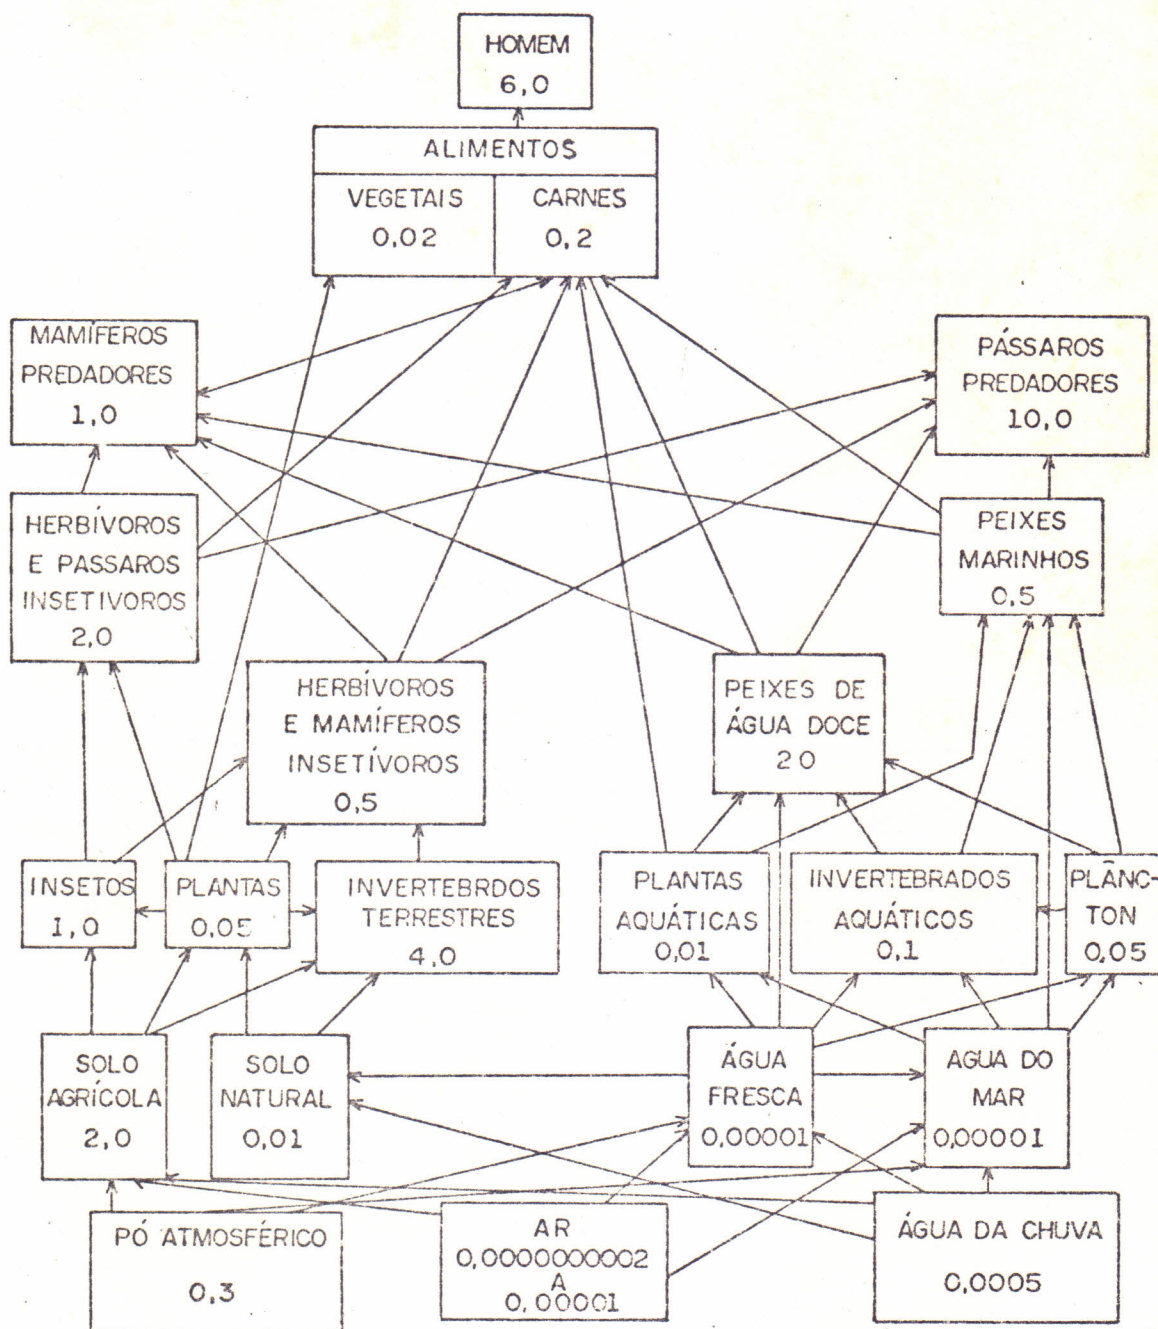 HOMEM
6,0
ALIMENTOS
VEGETAIS
0,02
CARNES
0,2
MAMÍFEROS
PREDADORES
1,0
PÁSSAROS
PREDADORES
10,0
HERBÍVOROS
E PASSAROS
INSETIVOROS
2,0
PEIXES
MARINHOS
0,5
HERBÍVOROS
E MAMÍFEROS
INSETÍVOROS
0,5
PEIXES DE
ÁGUA DOCE
20
INSETOS
1,0
PLANTAS
0,05
INVERTEBRDOS
TERRESTRES
4,0
PLANTAS
AQUÁTICAS
0,01
INVERTEBRADOS
AQUÁTICOS
0,1
PLÂNC-
TON
0,05
SOLO
AGRÍCOLA
2,0
SOLO
NATURAL
0,01
ÁGUA
FRESCA
0,00001
AGUA DO
MAR
0,00001
PÓ ATMOSFÉRICO
0,3
AR
0,0000000002
A
0,00001
ÁGUA DA CHUVA
0,0005